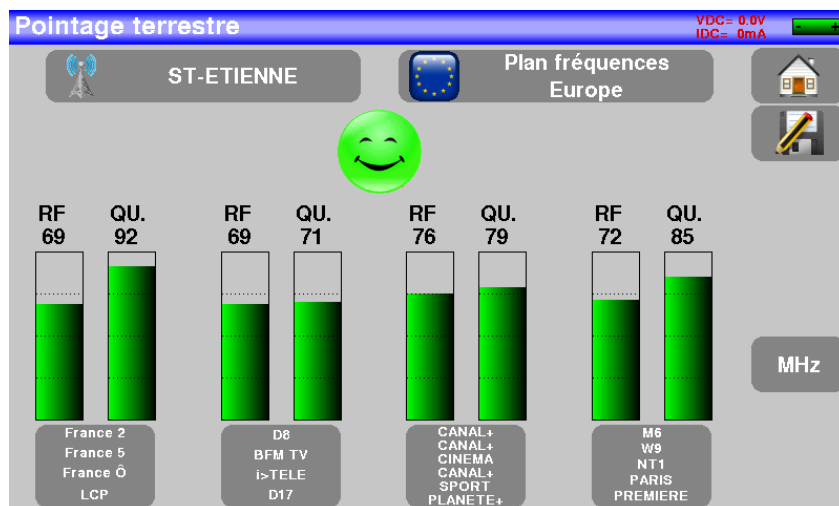 Pointage terrestre
VDC= 0.0V
IDC= 0mA
ST-ETIENNE
Plan fréquences
Europe
RF QU. RF QU. RF QU. RF QU.
69 92 69 71 76 79 72 85
MHz
France 2
France 5
France Ô
LCP
D8
BFM TV
i>TELE
D17
CANAL+
CANAL+
CINEMA
CANAL+
SPORT
PLANETE+
M6
W9
NT1
PARIS
PREMIERE